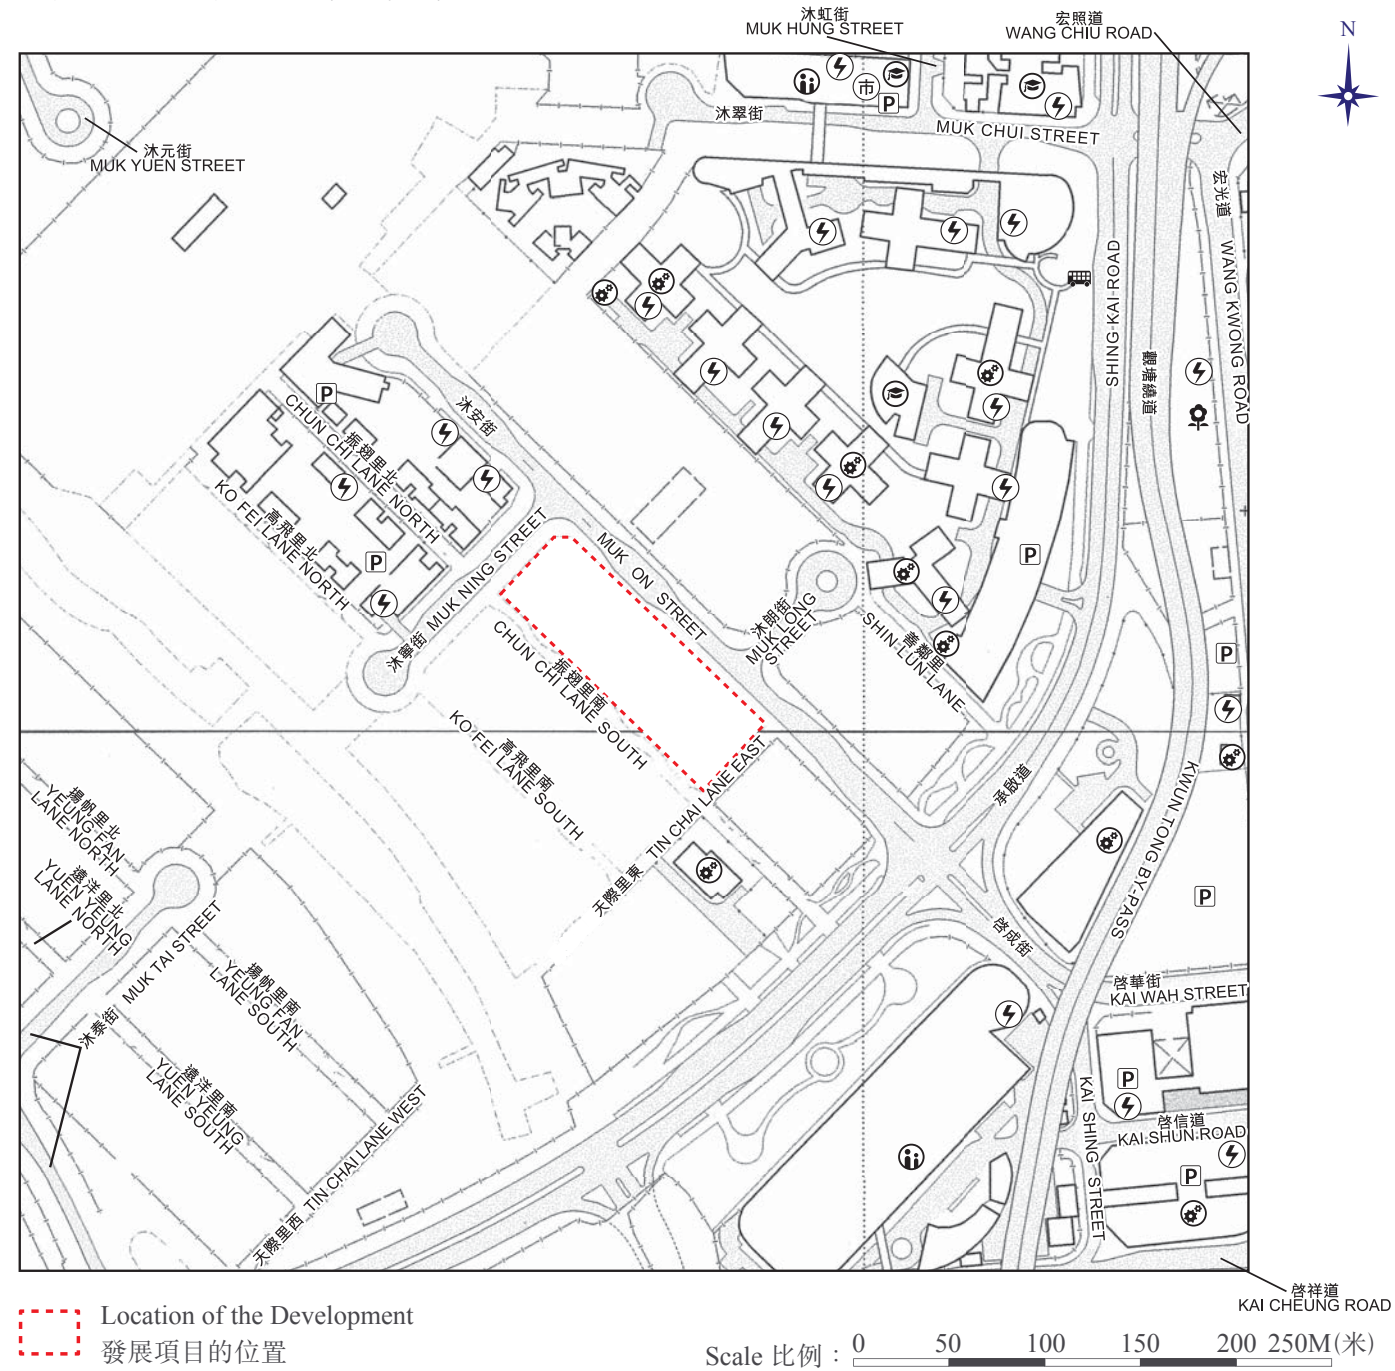 沐虹街
MUK HUNG STREET
宏照道
WANG CHIU ROAD
N
市
P
沐翠街
MUK CHUI STREET
沐元街
MUK YUEN STREET
宏光道
WANG KWONG ROAD
SHING KAI ROAD
觀塘繞道
P
沐安街
CHUN CHI LANE NORTH
振翅里北
KO FEI LANE NORTH
高飛里北
P
P
MUK NING STREET
沐寧街
MUK ON STREET
沐朗街
MUK LONG
STREET
善鄰里
SHIN LUN LANE
P
振翅里南
CHUN CHI LANE SOUTH
高飛里南
KO FEI LANE SOUTH
天際里東 TIN CHAI LANE EAST
承啟道
KWUN TONG BY-PASS
揚帆里北
YEUNG FAN
LANE NORTH
遠洋里北
YUEN YEUNG
LANE NORTH
P
啓成街
沐泰街 MUK TAI STREET
揚帆里南
YEUNG FAN
LANE SOUTH
啓華街
KAI WAH STREET
遠洋里南
YUEN YEUNG
LANE SOUTH
P
天際里西 TIN CHAI LANE WEST
KAI SHING STREET
啓信道
KAI SHUN ROAD
P
啓祥道
KAI CHEUNG ROAD
Location of the Development
發展項目的位置
Scale 比例 : 0 50 100 150 200 250M(米)